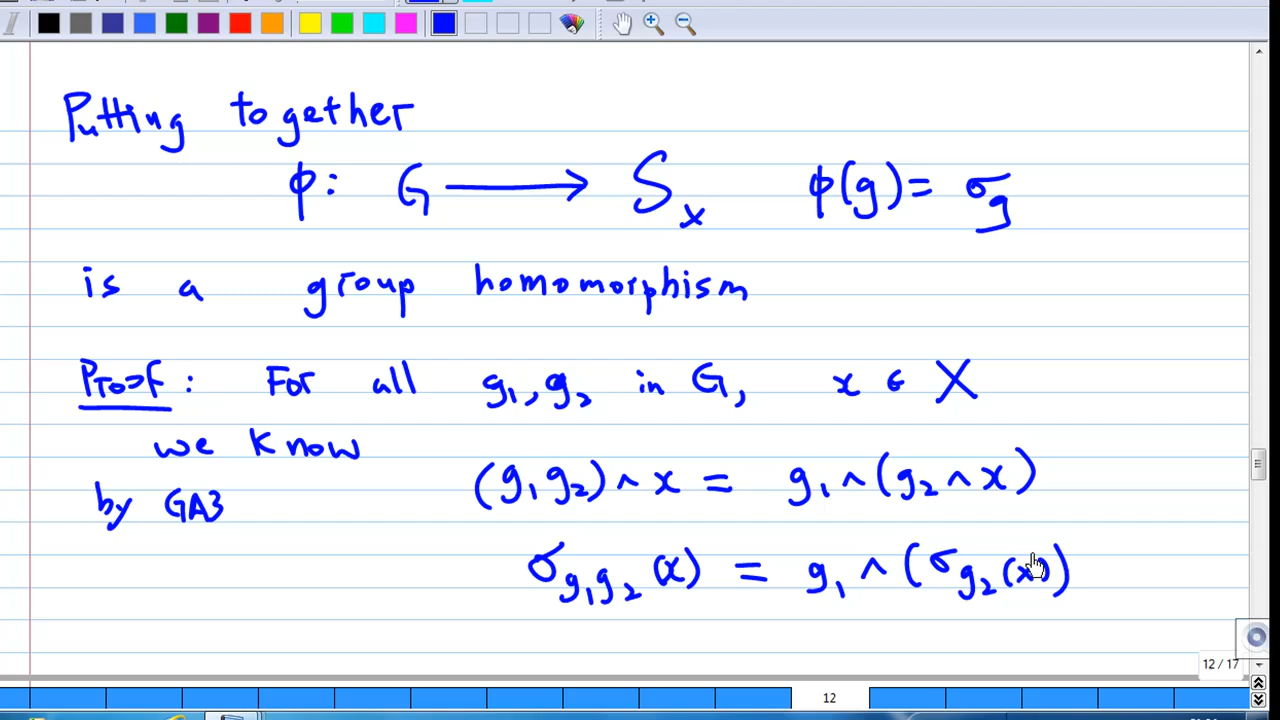 Putting together
φ: G ⟶ S_X φ(g) = σ_g
is a group homomorphism
Proof: For all g₁, g₂ in G, x ∈ X
we know
by GA3
(g₁g₂) ∧ x = g₁ ∧ (g₂ ∧ x)
σ_{g₁g₂}(x) = g₁ ∧ (σ_{g₂}(x))
12 / 17
12